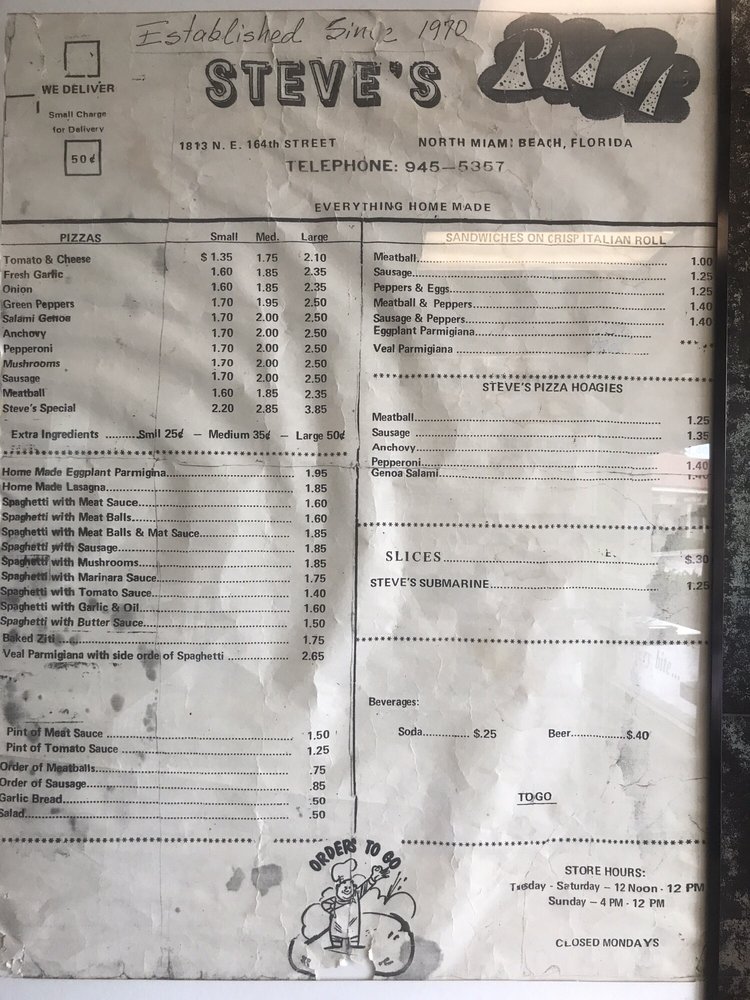 Established Since 1970
STEVE'S PIZZA
WE DELIVER
Small Charge
for Delivery
50¢
1813 N. E. 164th STREET NORTH MIAMI BEACH, FLORIDA
TELEPHONE: 945-5357
EVERYTHING HOME MADE
PIZZAS Small Med. Large
Tomato & Cheese $ 1.35 1.75 2.10
Fresh Garlic 1.60 1.85 2.35
Onion 1.60 1.85 2.35
Green Peppers 1.70 1.95 2.50
Salami Genoa 1.70 2.00 2.50
Anchovy 1.70 2.00 2.50
Pepperoni 1.70 2.00 2.50
Mushrooms 1.70 2.00 2.50
Sausage 1.70 2.00 2.50
Meatball 1.60 1.85 2.35
Steve's Special 2.20 2.85 3.85
Extra Ingredients .........Smll 25¢ — Medium 35¢ — Large 50¢
Home Made Eggplant Parmigina 1.95
Home Made Lasagna 1.85
Spaghetti with Meat Sauce 1.60
Spaghetti with Meat Balls 1.60
Spaghetti with Meat Balls & Mat Sauce 1.85
Spaghetti with Sausage 1.85
Spaghetti with Mushrooms 1.85
Spaghetti with Marinara Sauce 1.75
Spaghetti with Tomato Sauce 1.40
Spaghetti with Garlic & Oil 1.60
Spaghetti with Butter Sauce 1.50
Baked Ziti 1.75
Veal Parmigiana with side orde of Spaghetti 2.65
Pint of Meat Sauce 1.50
Pint of Tomato Sauce 1.25
Order of Meatballs .75
Order of Sausage .85
Garlic Bread .50
Salad .50
SANDWICHES ON CRISP ITALIAN ROLL
Meatball 1.00
Sausage 1.25
Peppers & Eggs 1.25
Meatball & Peppers 1.40
Sausage & Peppers 1.40
Eggplant Parmigiana
Veal Parmigiana
STEVE'S PIZZA HOAGIES
Meatball 1.25
Sausage 1.35
Anchovy
Pepperoni 1.40
Genoa Salami 1.40
SLICES $.30
STEVE'S SUBMARINE 1.25
Beverages:
Soda $.25 Beer $.40
TO GO
ORDERS TO GO
STORE HOURS:
Tuesday - Saturday — 12 Noon - 12 PM
Sunday — 4 PM - 12 PM
CLOSED MONDAYS